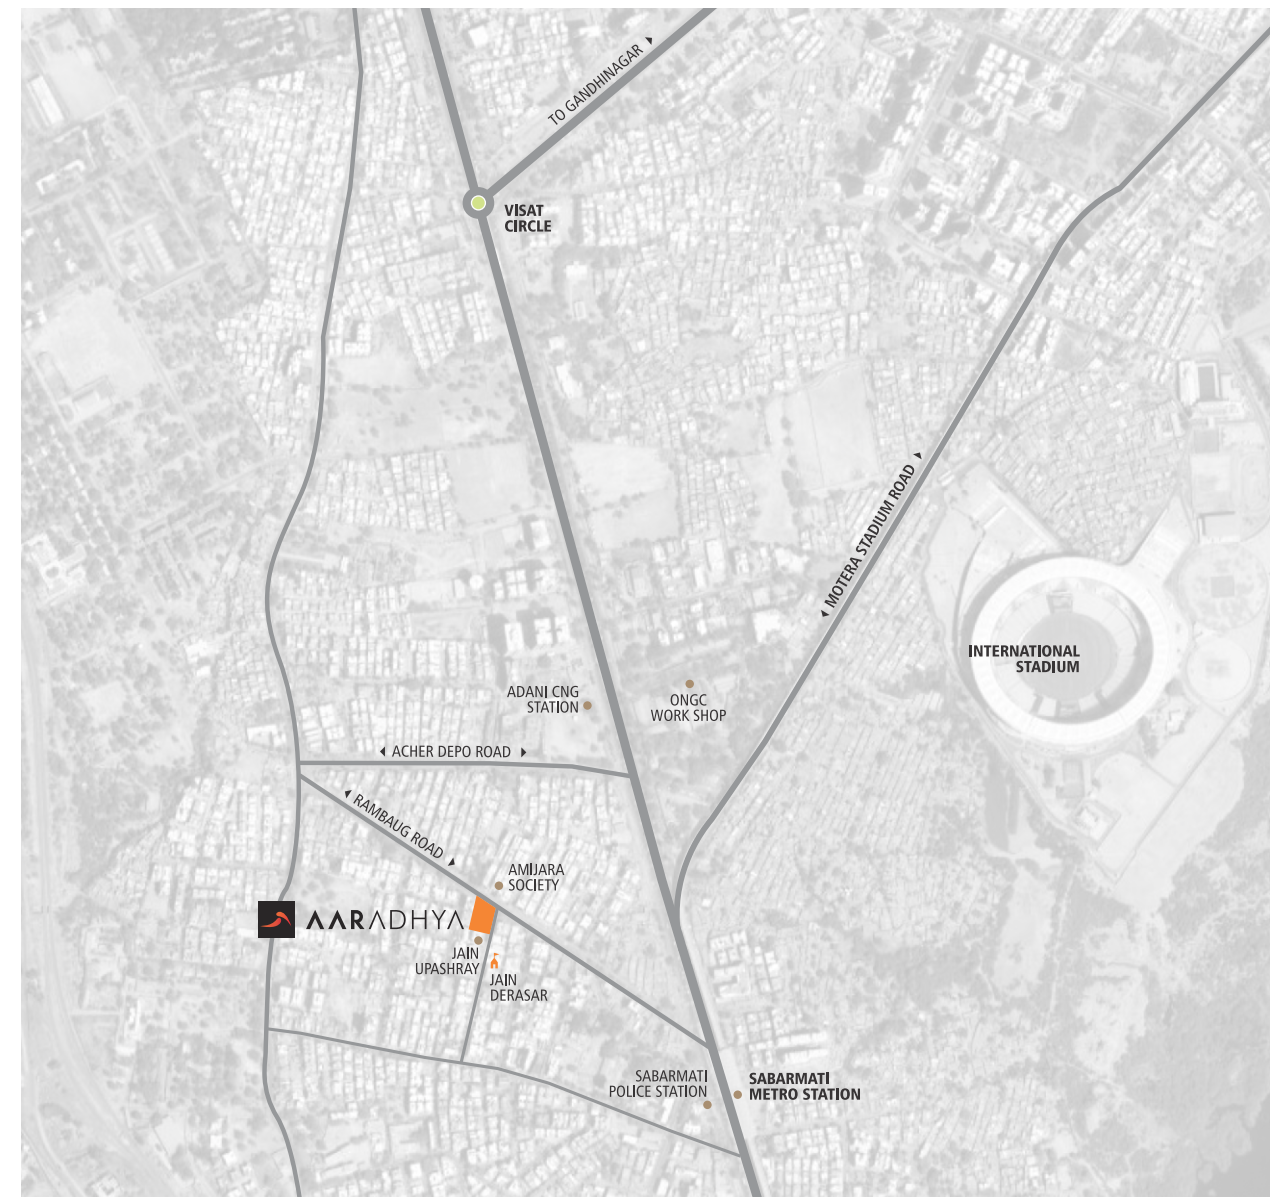 TO GANDHINAGAR
VISAT
CIRCLE
MOTERA STADIUM ROAD
INTERNATIONAL
STADIUM
ADANI CNG
STATION
ONGC
WORK SHOP
ACHER DEPO ROAD
RAMBAUG ROAD
AMIJARA
SOCIETY
AARADHYA
JAIN
UPASHRAY
JAIN
DERASAR
SABARMATI
POLICE STATION
SABARMATI
METRO STATION